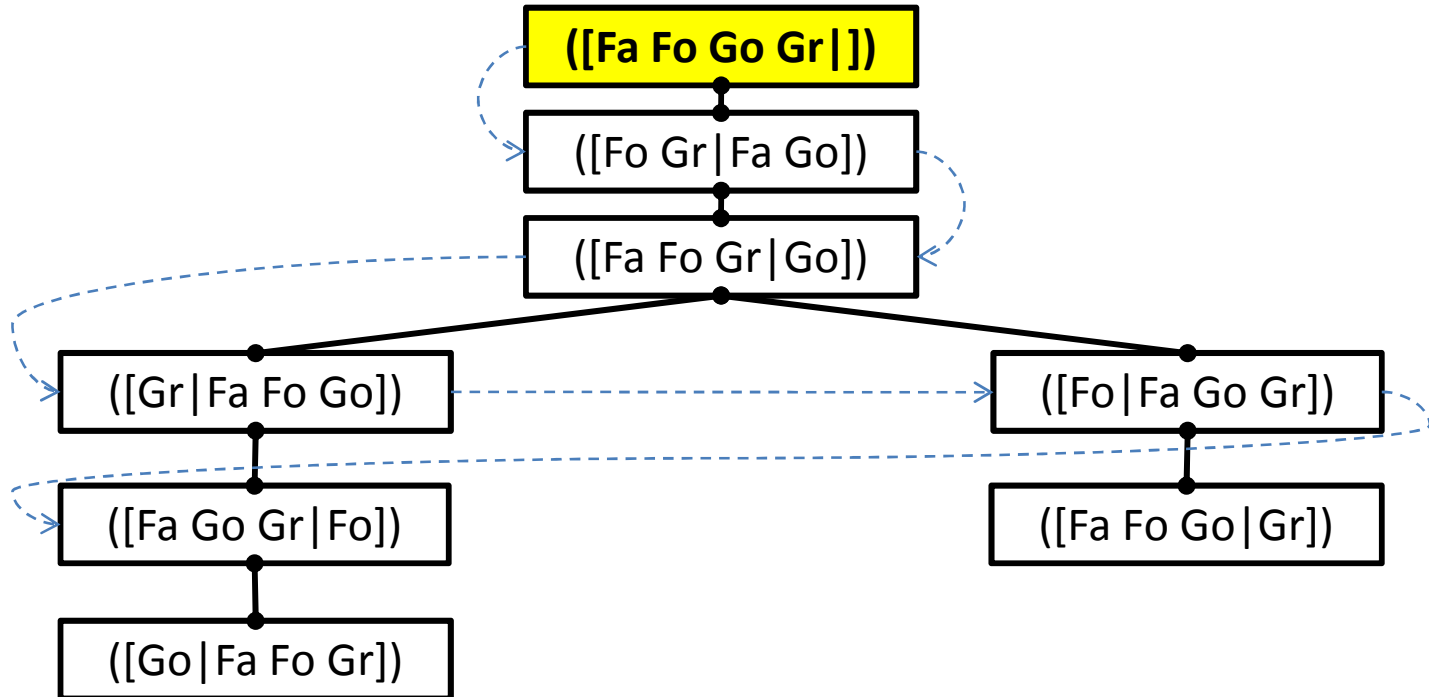 ([Fa Fo Go Gr|])
([Fo Gr|Fa Go])
([Fa Fo Gr|Go])
([Gr|Fa Fo Go])
([Fo|Fa Go Gr])
([Fa Go Gr|Fo])
([Fa Fo Go|Gr])
([Go|Fa Fo Gr])